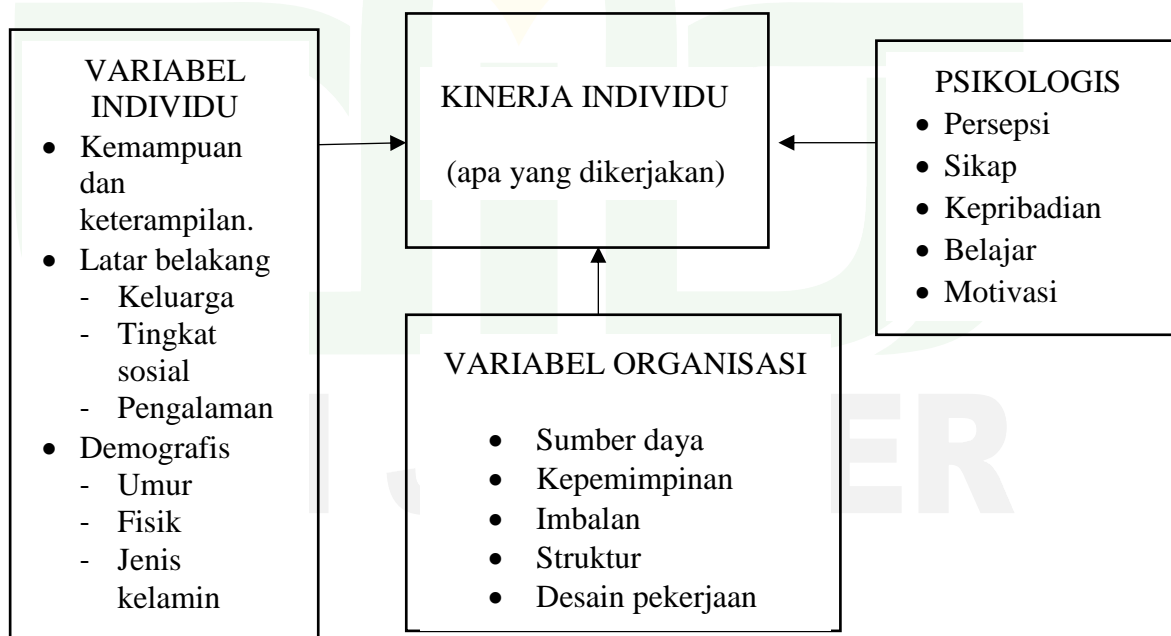 VARIABEL
INDIVIDU
• Kemampuan
dan
keterampilan.
• Latar belakang
- Keluarga
- Tingkat
sosial
- Pengalaman
• Demografis
- Umur
- Fisik
- Jenis
kelamin
KINERJA INDIVIDU
(apa yang dikerjakan)
PSIKOLOGIS
• Persepsi
• Sikap
• Kepribadian
• Belajar
• Motivasi
VARIABEL ORGANISASI
• Sumber daya
• Kepemimpinan
• Imbalan
• Struktur
• Desain pekerjaan